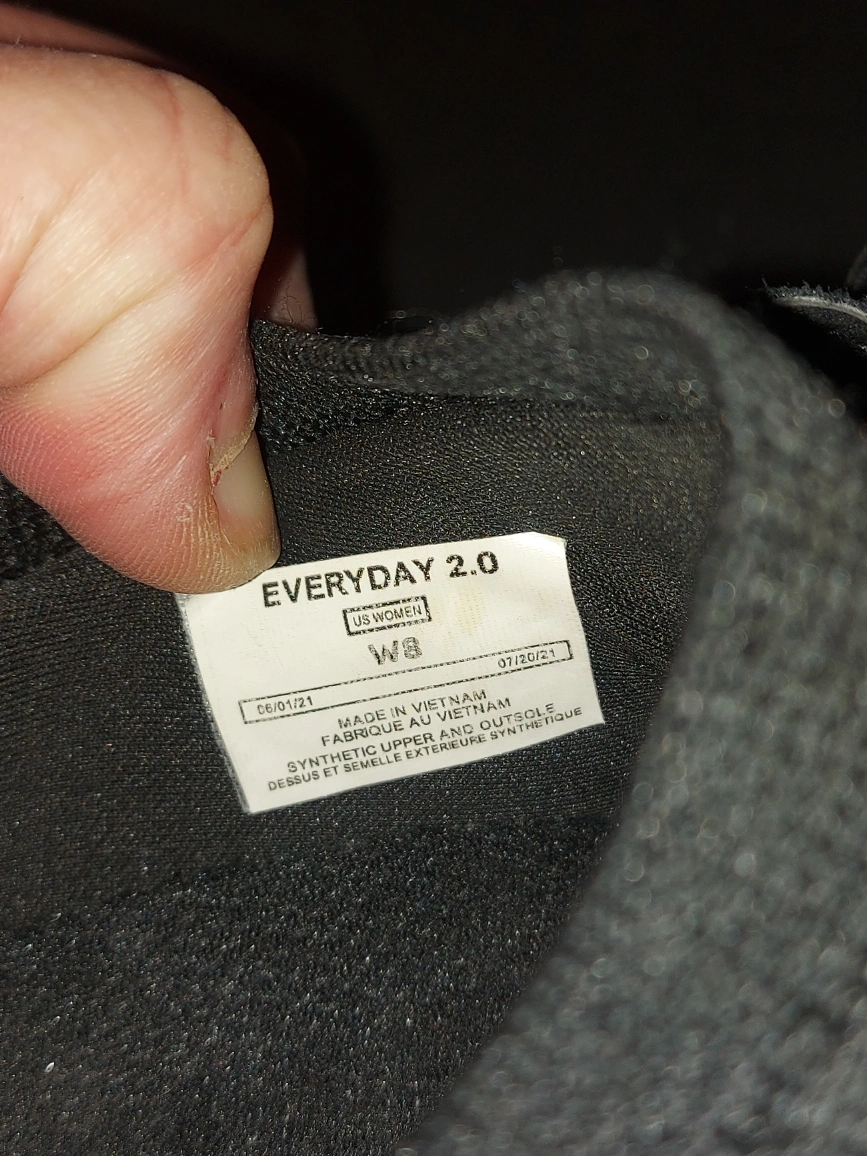 EVERYDAY 2.0
US WOMEN
W8
06/01/21 07/20/21
MADE IN VIETNAM
FABRIQUE AU VIETNAM
SYNTHETIC UPPER AND OUTSOLE
DESSUS ET SEMELLE EXTERIEURE SYNTHETIQUE